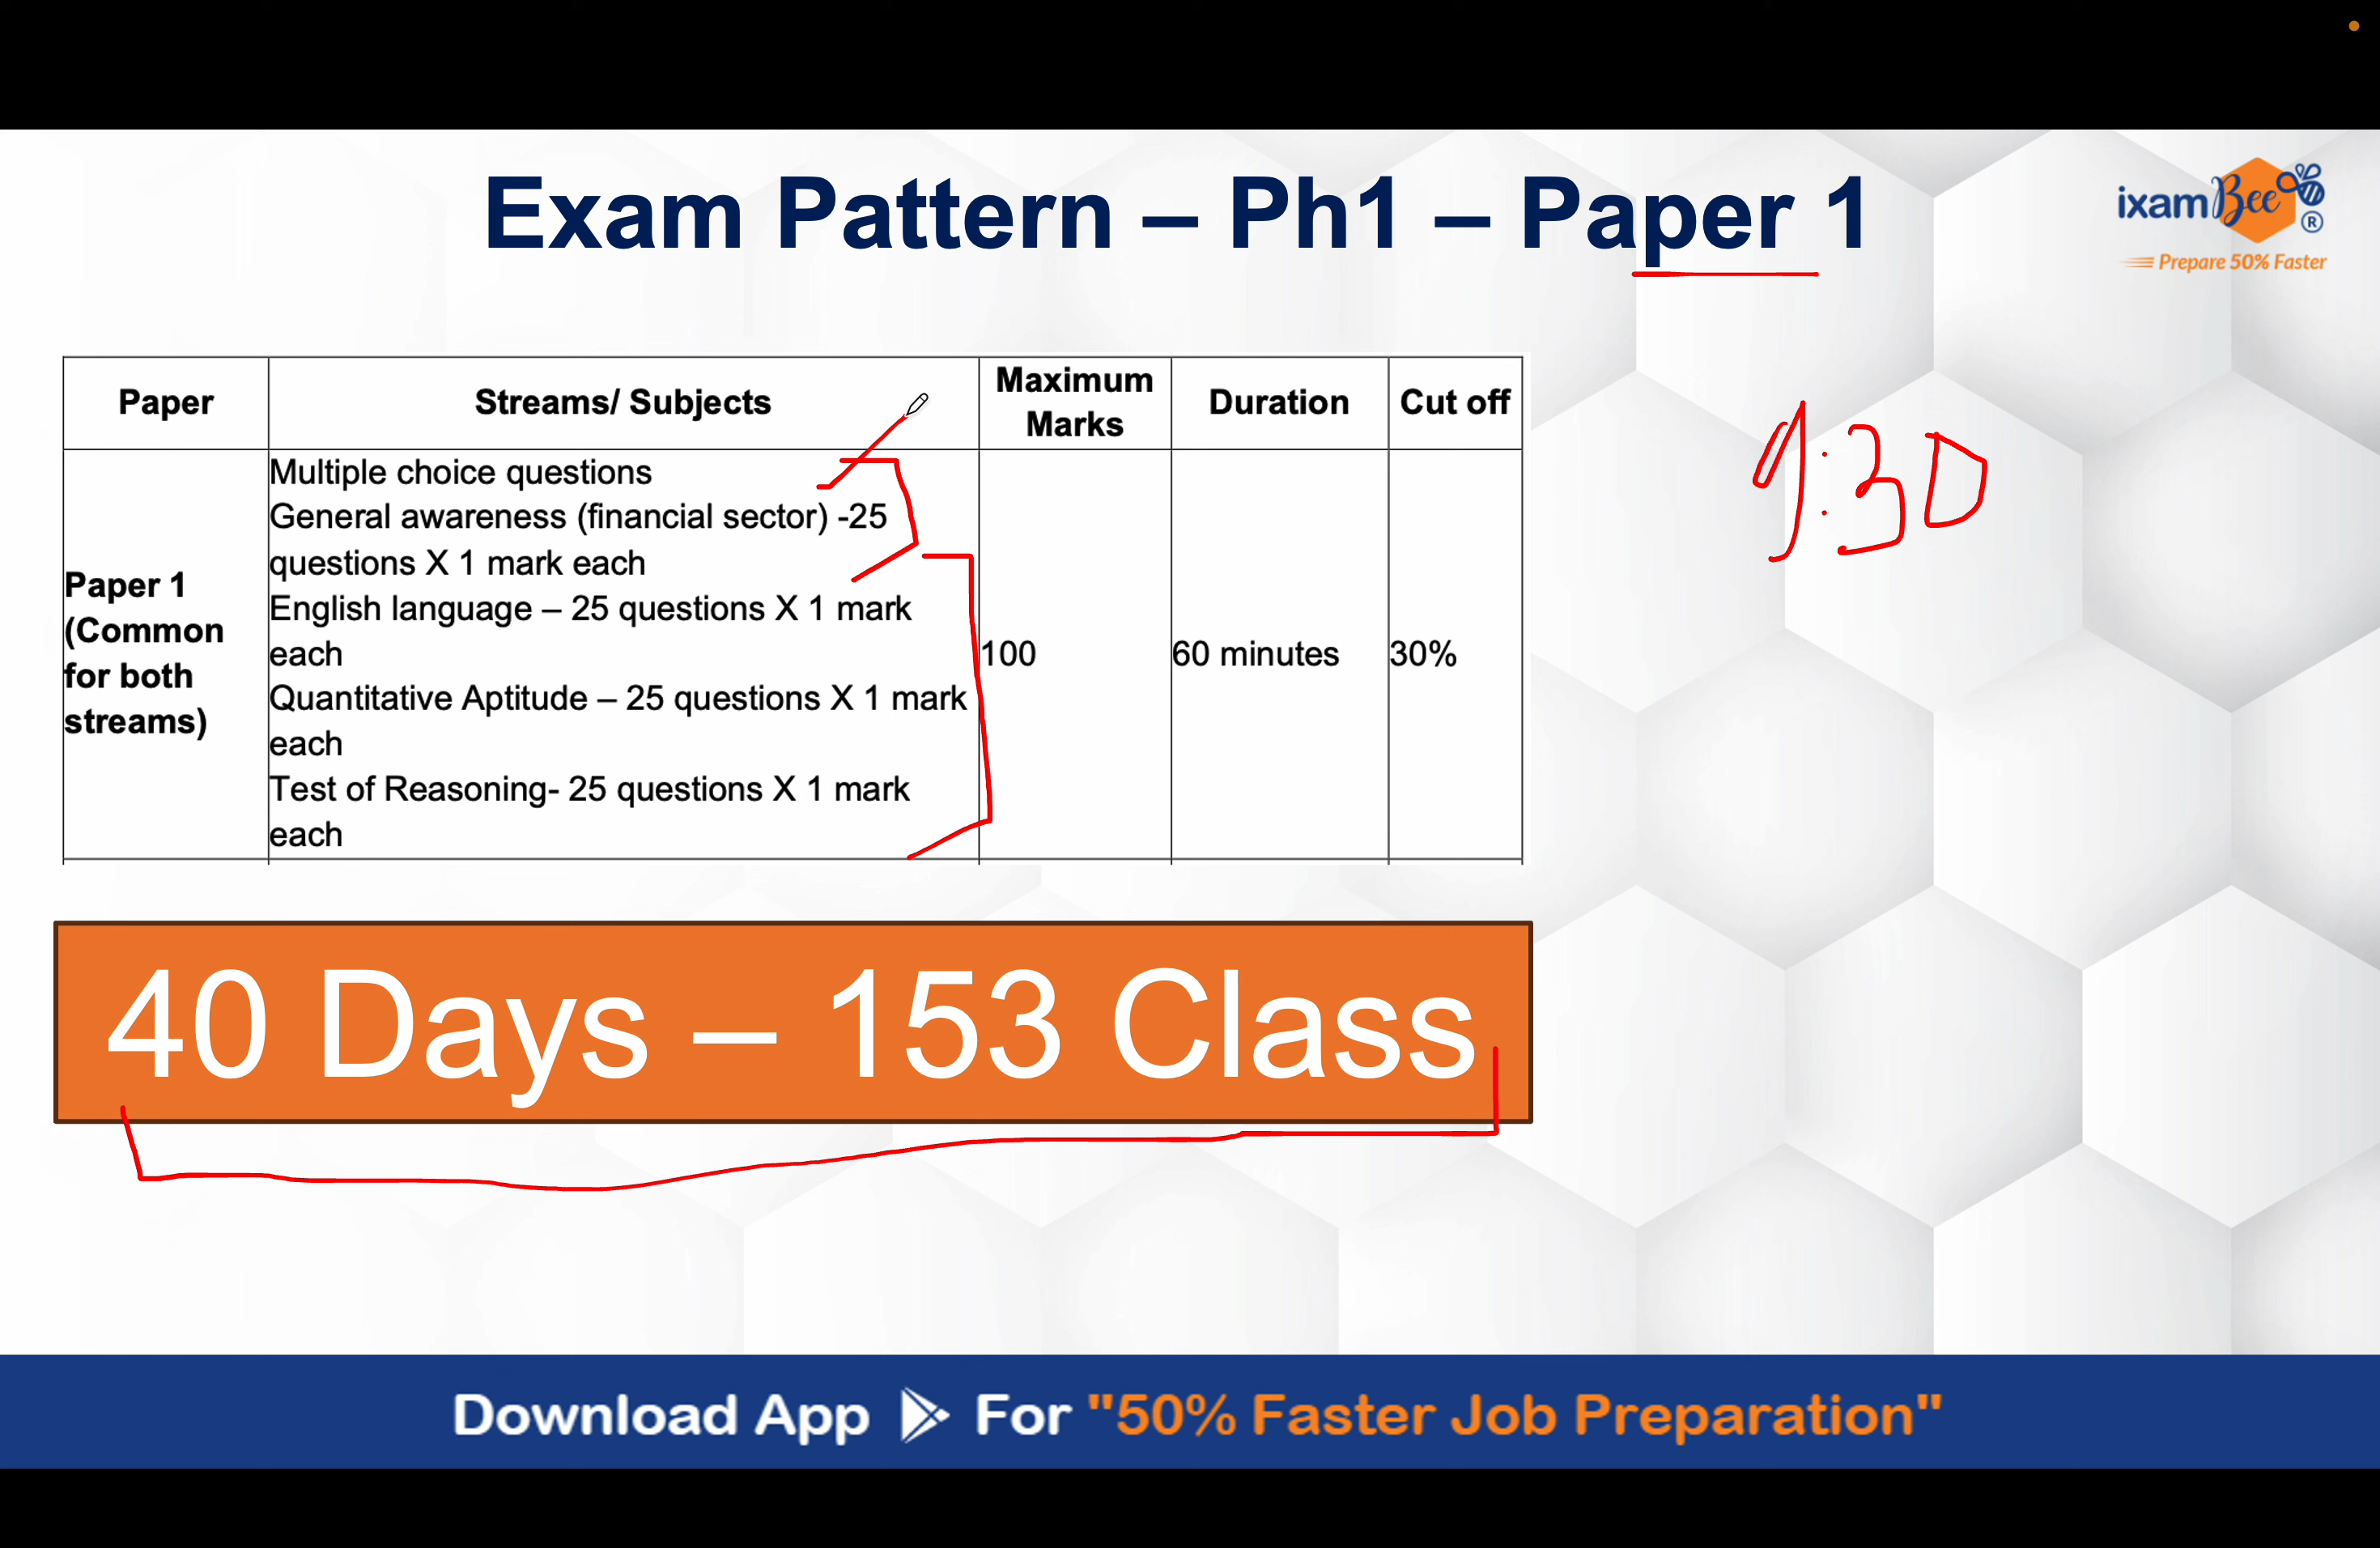 Exam Pattern – Ph1 – Paper 1
ixamBee®
Prepare 50% Faster
Paper
Streams/ Subjects
Maximum
Marks
Duration
Cut off
Paper 1
(Common
for both
streams)
Multiple choice questions
General awareness (financial sector) -25
questions X 1 mark each
English language – 25 questions X 1 mark
each
Quantitative Aptitude – 25 questions X 1 mark
each
Test of Reasoning- 25 questions X 1 mark
each
100
60 minutes
30%
9:30
40 Days – 153 Class
Download App For "50% Faster Job Preparation"